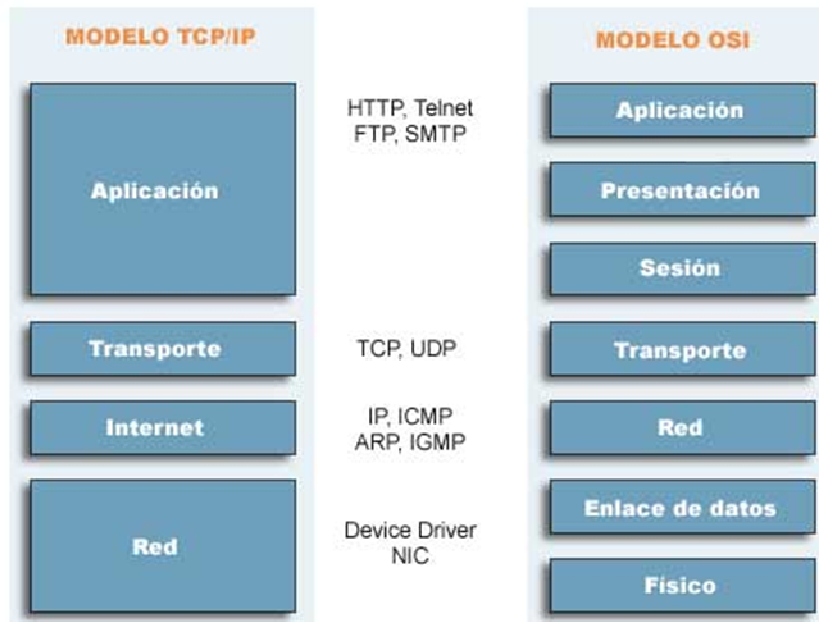 MODELO TCP/IP
Aplicación
Transporte
Internet
Red
HTTP, Telnet
FTP, SMTP
TCP, UDP
IP, ICMP
ARP, IGMP
Device Driver
NIC
MODELO OSI
Aplicación
Presentación
Sesión
Transporte
Red
Enlace de datos
Físico